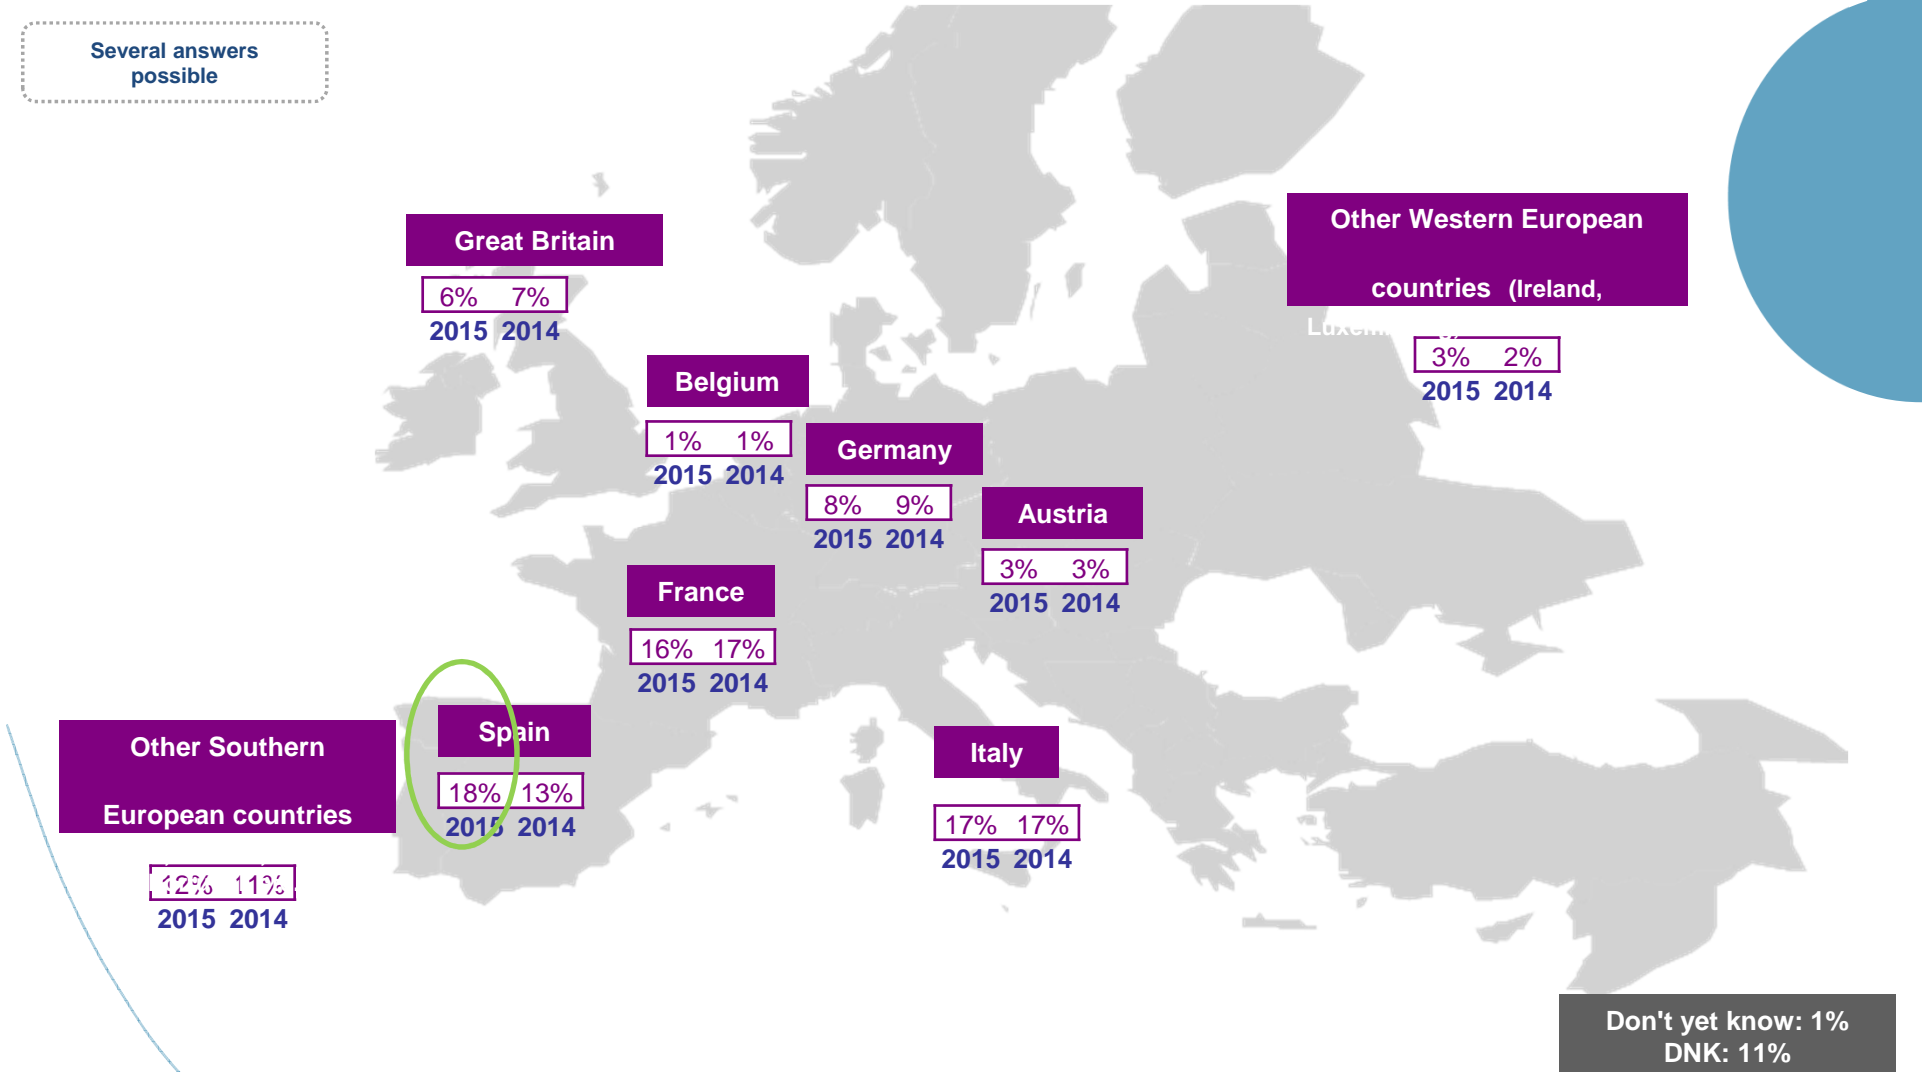 Several answers
possible
Great Britain
6% 7%
2015 2014
Other Western European
countries (Ireland,
3% 2%
2015 2014
Belgium
1% 1%
2015 2014
Germany
8% 9%
2015 2014
Austria
3% 3%
2015 2014
France
16% 17%
2015 2014
Spain
18% 13%
2015 2014
Italy
17% 17%
2015 2014
Other Southern
European countries
12% 11%
2015 2014
Don't yet know: 1%
DNK: 11%